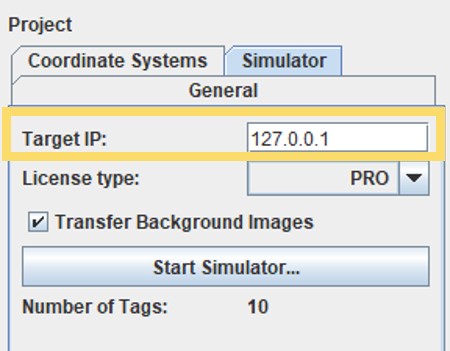 Project
Coordinate Systems Simulator
General
Target IP: 127.0.0.1
License type: PRO
Transfer Background Images
Start Simulator...
Number of Tags: 10